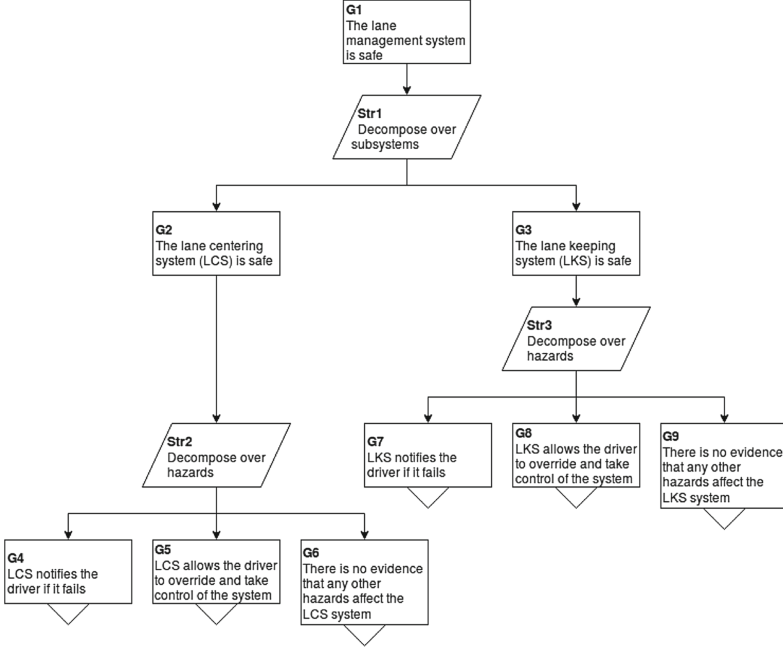 G1
The lane
management system
is safe
Str1
Decompose over
subsystems
G2
The lane centering
system (LCS) is safe
G3
The lane keeping
system (LKS) is safe
Str3
Decompose over
hazards
Str2
Decompose over
hazards
G7
LKS notifies the
driver if it fails
G8
LKS allows the driver
to override and take
control of the system
G9
There is no evidence
that any other
hazards affect the
LKS system
G4
LCS notifies the
driver if it fails
G5
LCS allows the driver
to override and take
control of the system
G6
There is no evidence
that any other
hazards affect the
LCS system